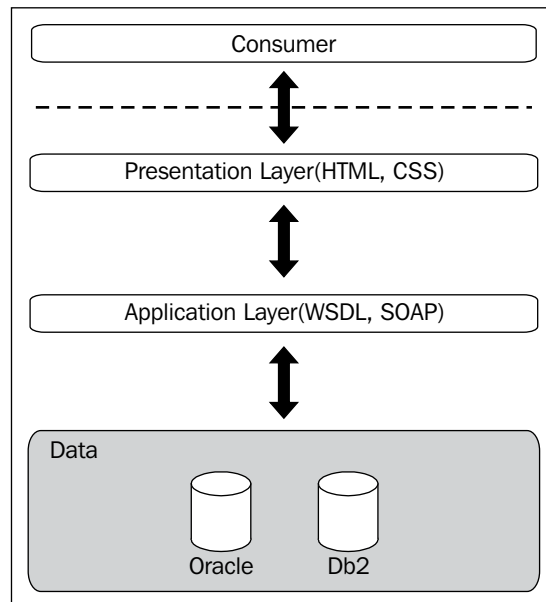 Consumer
Presentation Layer(HTML, CSS)
Application Layer(WSDL, SOAP)
Data
Oracle
Db2